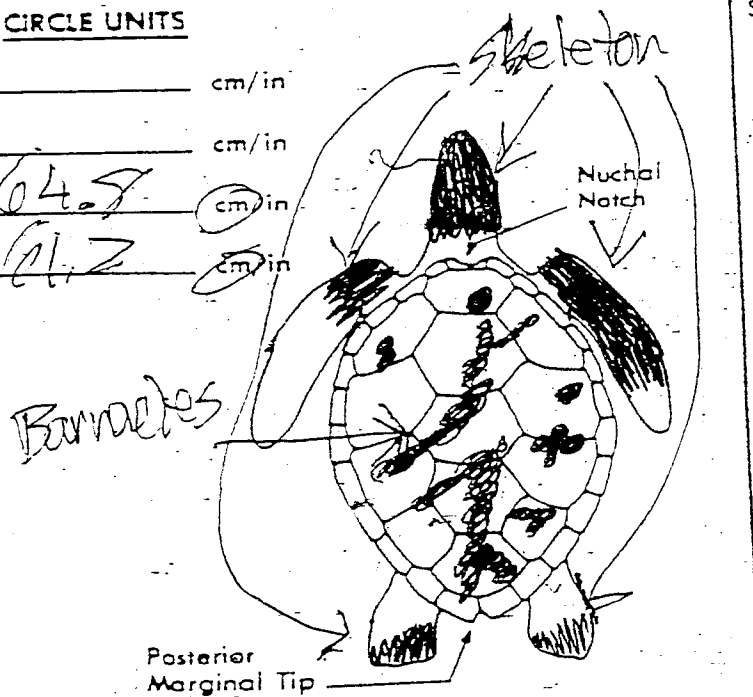 CIRCLE UNITS
skeleton
cm/in
cm/in
Nuchal
Notch
64.8 cm/in
61.2 cm/in
Barnacles
Posterior
Marginal Tip